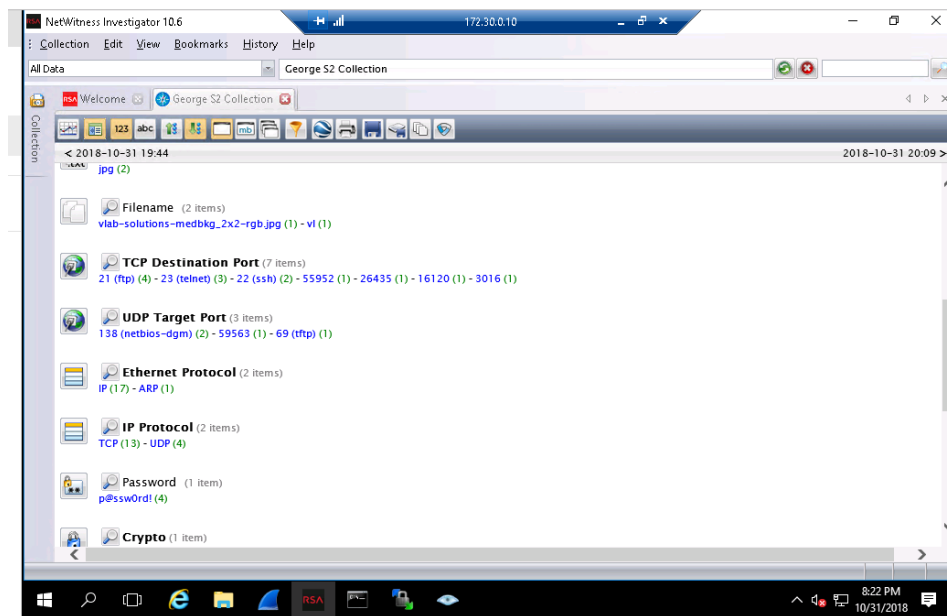 RSA NetWitness Investigator 10.6
172.30.0.10
Collection Edit View Bookmarks History Help
All Data
George S2 Collection
RSA Welcome
George S2 Collection
Collection
123 abc mb
< 2018-10-31 19:44
2018-10-31 20:09 >
jpg (2)
Filename (2 items)
vlab-solutions-medbkg_2x2-rgb.jpg (1) - vl (1)
TCP Destination Port (7 items)
21 (ftp) (4) - 23 (telnet) (3) - 22 (ssh) (2) - 55952 (1) - 26435 (1) - 16120 (1) - 3016 (1)
UDP Target Port (3 items)
138 (netbios-dgm) (2) - 59563 (1) - 69 (tftp) (1)
Ethernet Protocol (2 items)
IP (17) - ARP (1)
IP Protocol (2 items)
TCP (13) - UDP (4)
Password (1 item)
p@ssw0rd! (4)
Crypto (1 item)
RSA
8:22 PM
10/31/2018